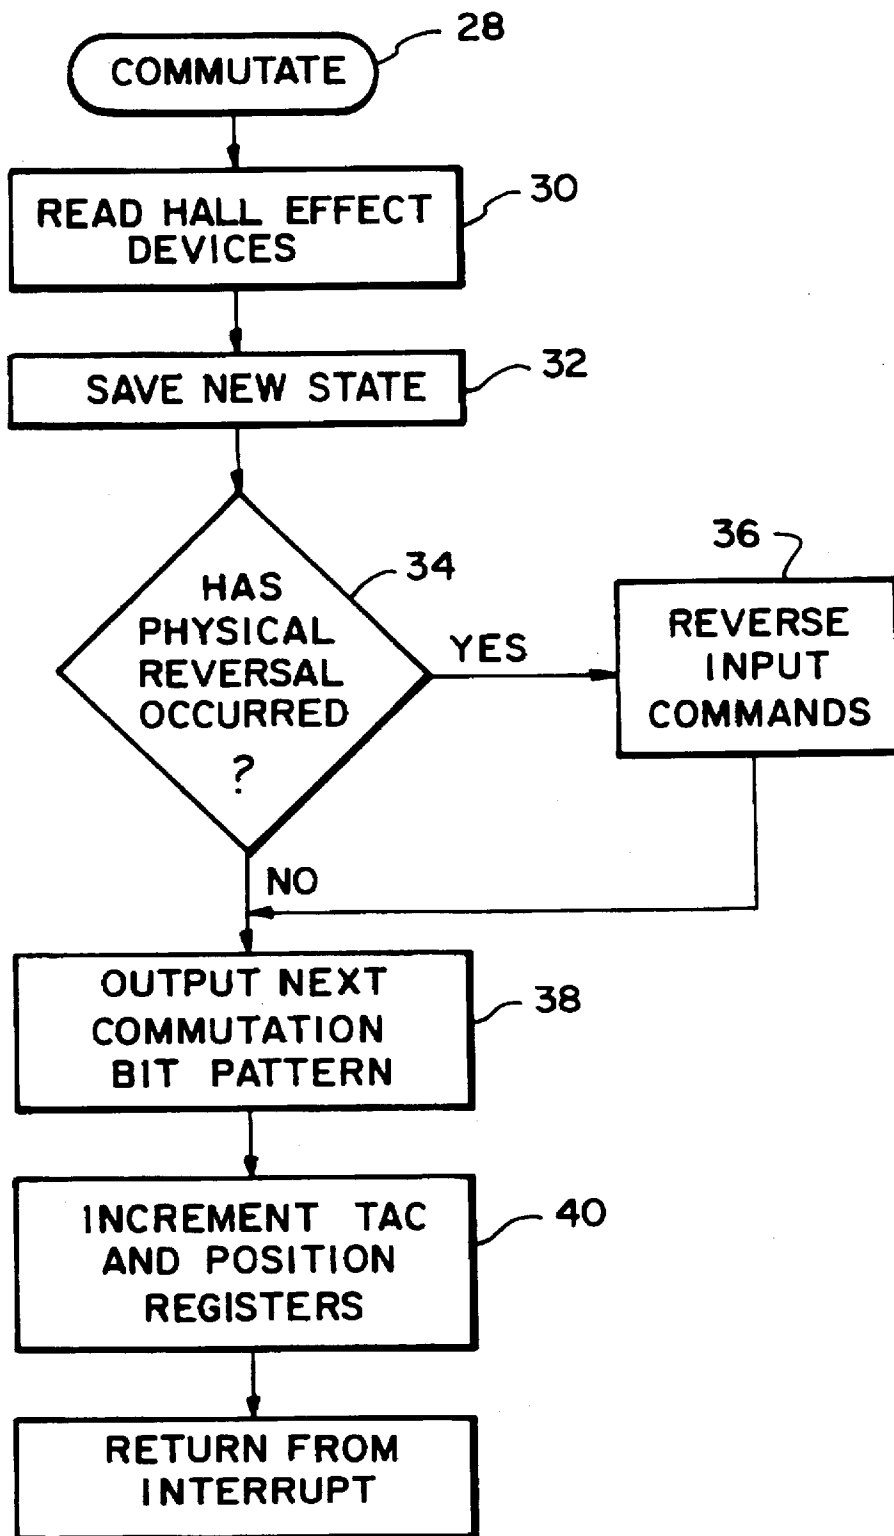 28
COMMUTATE
30
READ HALL EFFECT
DEVICES
32
SAVE NEW STATE
34
HAS
PHYSICAL
REVERSAL
OCCURRED
?
YES
36
REVERSE
INPUT
COMMANDS
NO
38
OUTPUT NEXT
COMMUTATION
BIT PATTERN
40
INCREMENT TAC
AND POSITION
REGISTERS
RETURN FROM
INTERRUPT